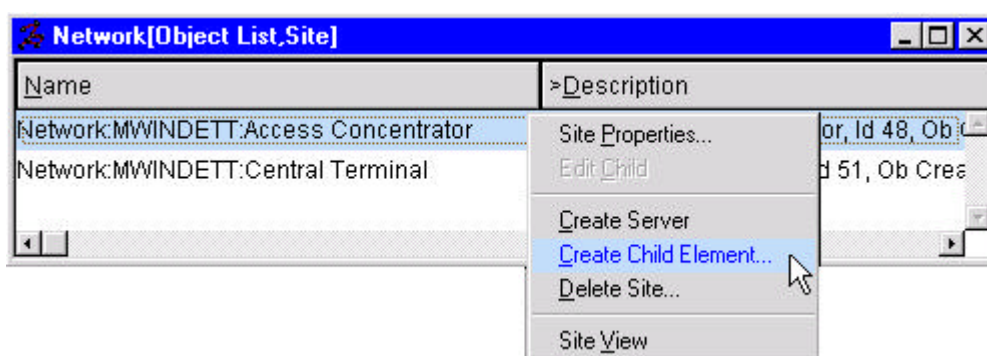 Network[Object List,Site]
Name >Description
Network:MWINDETT:Access Concentrator or, Id 48, Ob
Network:MWINDETT:Central Terminal d 51, Ob Crea
Site Properties...
Edit Child
Create Server
Create Child Element...
Delete Site...
Site View